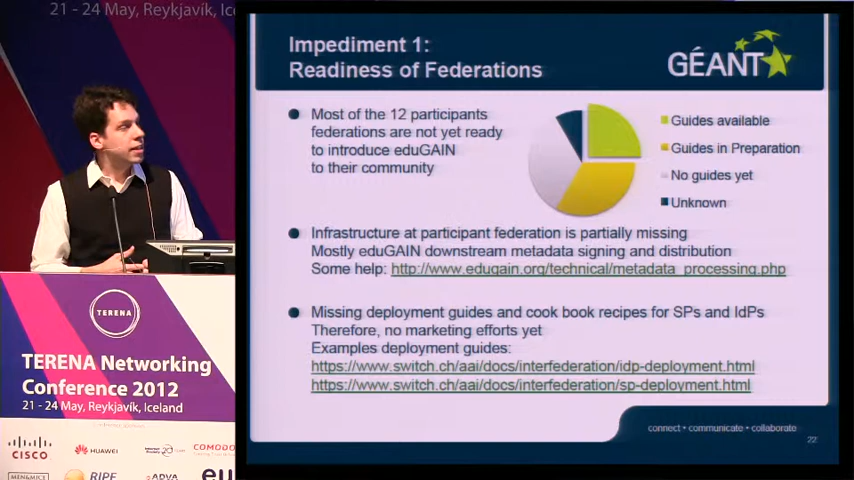 21 - 24 May, Reykjavík, Ic
Impediment 1:
Readiness of Federations
GÉANT
Most of the 12 participants
federations are not yet ready
to introduce eduGAIN
to their community
Guides available
Guides in Preparation
No guides yet
Unknown
Infrastructure at participant federation is partially missing
Mostly eduGAIN downstream metadata signing and distribution
Some help: http://www.edugain.org/technical/metadata_processing.php
Missing deployment guides and cook book recipes for SPs and IdPs
Therefore, no marketing efforts yet
Examples deployment guides:
https://www.switch.ch/aai/docs/interfederation/idp-deployment.html
https://www.switch.ch/aai/docs/interfederation/sp-deployment.html
connect • communicate • collaborate
22
TERENA
TERENA Networking
Conference 2012
21 - 24 May, Reykjavík, Iceland
CISCO
HUAWEI
COMODO
MEN&MICE
RIPE
ADVA
eu